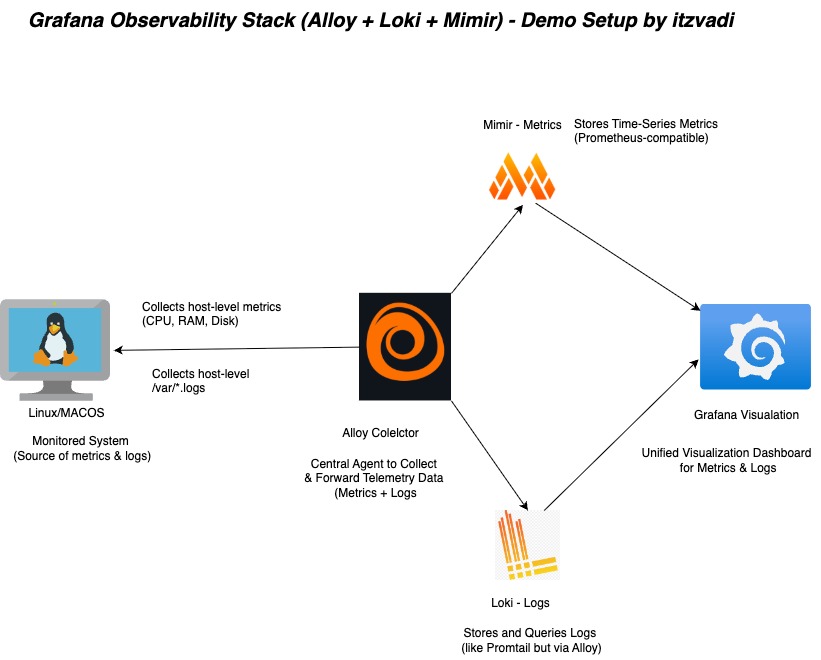 Grafana Observability Stack (Alloy + Loki + Mimir) - Demo Setup by itzvadi
Mimir - Metrics
Stores Time-Series Metrics
(Prometheus-compatible)
Collects host-level metrics
(CPU, RAM, Disk)
Collects host-level
/var/*.logs
Linux/MACOS
Monitored System
(Source of metrics & logs)
Alloy Colelctor
Central Agent to Collect
& Forward Telemetry Data
(Metrics + Logs
Grafana Visualation
Unified Visualization Dashboard
for Metrics & Logs
Loki - Logs
Stores and Queries Logs
(like Promtail but via Alloy)